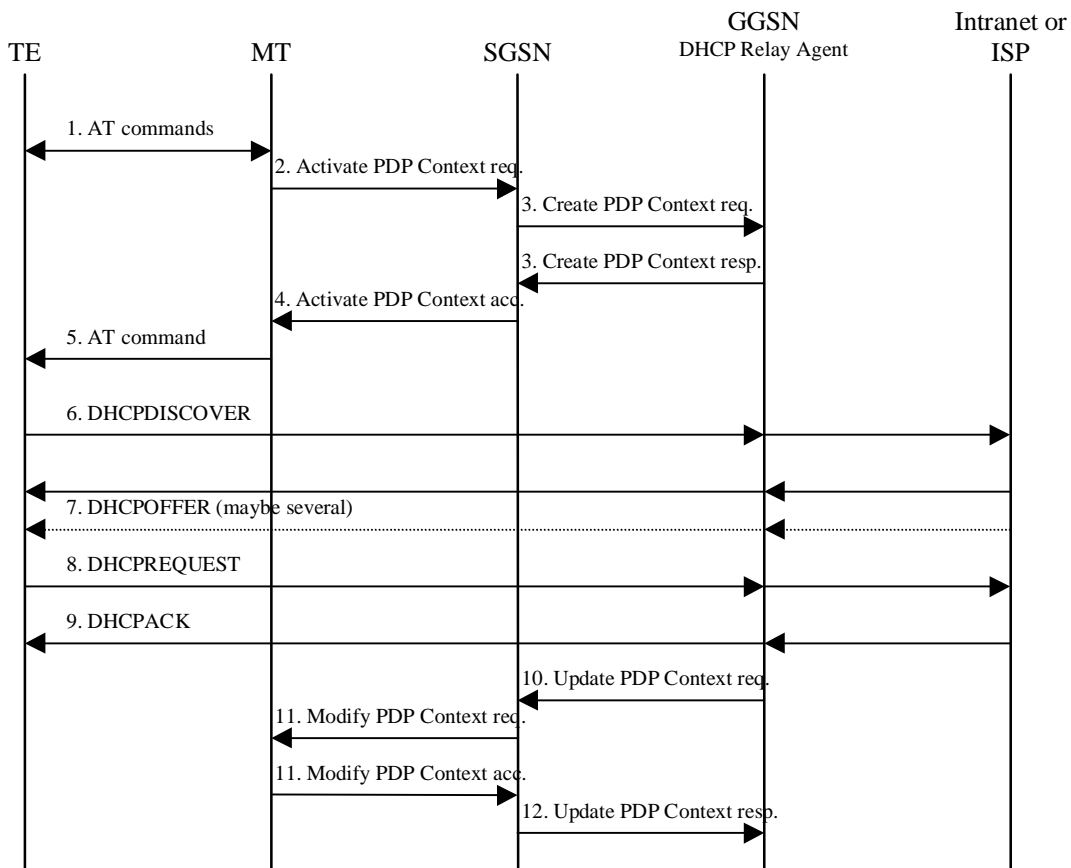 GGSN
Intranet or
TE
MT
SGSN
DHCP Relay Agent
ISP
1. AT commands
2. Activate PDP Context req.
3. Create PDP Context req.
3. Create PDP Context resp.
4. Activate PDP Context acc.
5. AT command
6. DHCPDISCOVER
7. DHCPOFFER (maybe several)
8. DHCPREQUEST
9. DHCPACK
10. Update PDP Context req.
11. Modify PDP Context req.
11. Modify PDP Context acc.
12. Update PDP Context resp.